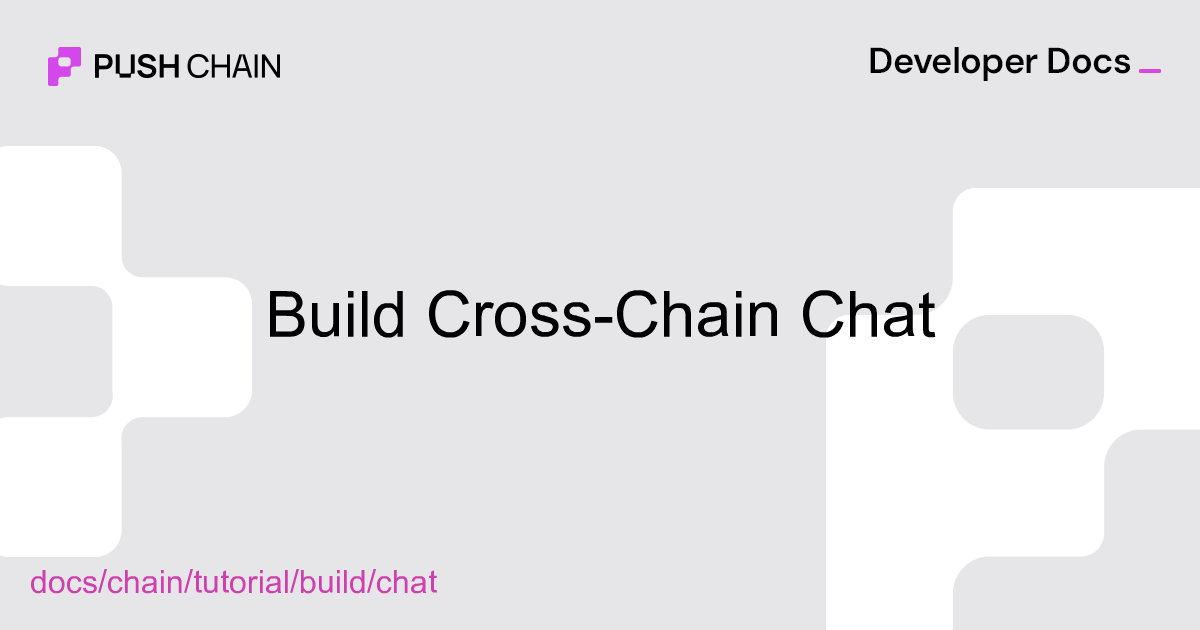 PUSH CHAIN
Developer Docs _
Build Cross-Chain Chat
docs/chain/tutorial/build/chat